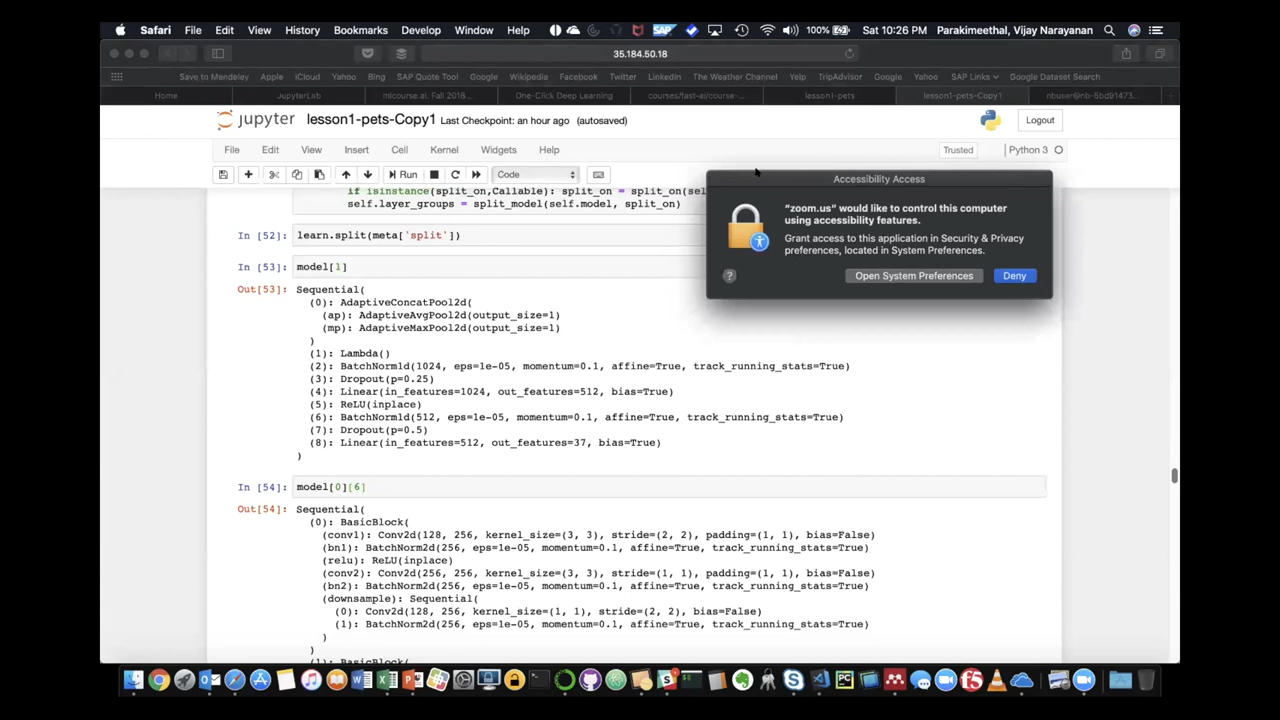 Safari File Edit View History Bookmarks Develop Window Help 100% Sat 10:26 PM Parakimeethal, Vijay Narayanan
35.184.50.18
Save to Mendeley Apple iCloud Yahoo Bing SAP Quote Tool Google Wikipedia Facebook Twitter LinkedIn The Weather Channel Yelp TripAdvisor Google Yahoo SAP Links Google Dataset Search
Home JupyterLab mlcourse.ai. Fall 2018... One-Click Deep Learning courses/fast-ai/course-... lesson1-pets lesson1-pets-Copy1 nbuser@nb-5bd91473...
jupyter lesson1-pets-Copy1 Last Checkpoint: an hour ago (autosaved) Logout
File Edit View Insert Cell Kernel Widgets Help Trusted Python 3
Run Code
Accessibility Access
"zoom.us" would like to control this computer
using accessibility features.
Grant access to this application in Security & Privacy
preferences, located in System Preferences.
? Open System Preferences Deny
if isinstance(split_on,Callable): split_on = split_on(sel
self.layer_groups = split_model(self.model, split_on)
In [52]: learn.split(meta['split'])
In [53]: model[1]
Out[53]: Sequential(
(0): AdaptiveConcatPool2d(
(ap): AdaptiveAvgPool2d(output_size=1)
(mp): AdaptiveMaxPool2d(output_size=1)
)
(1): Lambda()
(2): BatchNorm1d(1024, eps=1e-05, momentum=0.1, affine=True, track_running_stats=True)
(3): Dropout(p=0.25)
(4): Linear(in_features=1024, out_features=512, bias=True)
(5): ReLU(inplace)
(6): BatchNorm1d(512, eps=1e-05, momentum=0.1, affine=True, track_running_stats=True)
(7): Dropout(p=0.5)
(8): Linear(in_features=512, out_features=37, bias=True)
)
In [54]: model[0][6]
Out[54]: Sequential(
(0): BasicBlock(
(conv1): Conv2d(128, 256, kernel_size=(3, 3), stride=(2, 2), padding=(1, 1), bias=False)
(bn1): BatchNorm2d(256, eps=1e-05, momentum=0.1, affine=True, track_running_stats=True)
(relu): ReLU(inplace)
(conv2): Conv2d(256, 256, kernel_size=(3, 3), stride=(1, 1), padding=(1, 1), bias=False)
(bn2): BatchNorm2d(256, eps=1e-05, momentum=0.1, affine=True, track_running_stats=True)
(downsample): Sequential(
(0): Conv2d(128, 256, kernel_size=(1, 1), stride=(2, 2), bias=False)
(1): BatchNorm2d(256, eps=1e-05, momentum=0.1, affine=True, track_running_stats=True)
)
)
(1): BasicBlock(